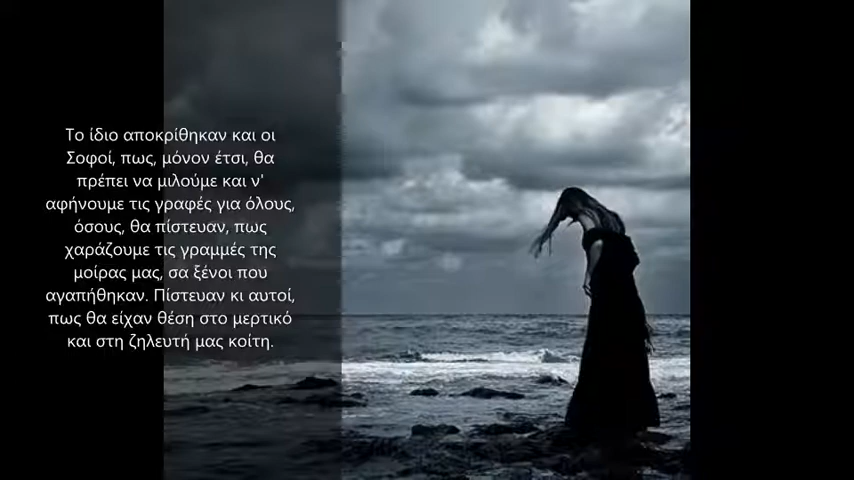 Το ίδιο αποκρίθηκαν και οι
Σοφοί, πως, μόνον έτσι, θα
πρέπει να μιλούμε και ν'
αφήνουμε τις γραφές για όλους,
όσους, θα πίστευαν, πως
χαράζουμε τις γραμμές της
μοίρας μας, σα ξένοι που
αγαπήθηκαν. Πίστευαν κι αυτοί,
πως θα είχαν θέση στο μερτικό
και στη ζηλευτή μας κοίτη.